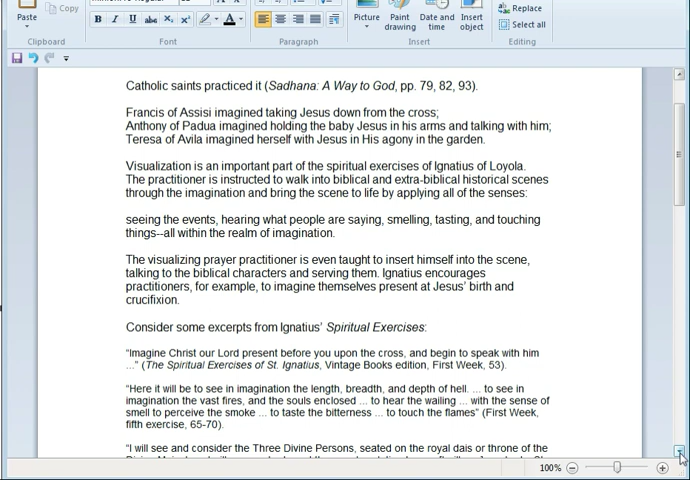 Paste
Copy
B I U abc X₂ X² A
Picture
Paint drawing
Date and time
Insert object
Replace
Select all
Clipboard
Font
Paragraph
Insert
Editing
Catholic saints practiced it (Sadhana: A Way to God, pp. 79, 82, 93).
Francis of Assisi imagined taking Jesus down from the cross;
Anthony of Padua imagined holding the baby Jesus in his arms and talking with him;
Teresa of Avila imagined herself with Jesus in His agony in the garden.
Visualization is an important part of the spiritual exercises of Ignatius of Loyola.
The practitioner is instructed to walk into biblical and extra-biblical historical scenes
through the imagination and bring the scene to life by applying all of the senses:
seeing the events, hearing what people are saying, smelling, tasting, and touching
things--all within the realm of imagination.
The visualizing prayer practitioner is even taught to insert himself into the scene,
talking to the biblical characters and serving them. Ignatius encourages
practitioners, for example, to imagine themselves present at Jesus' birth and
crucifixion.
Consider some excerpts from Ignatius' Spiritual Exercises:
"Imagine Christ our Lord present before you upon the cross, and begin to speak with him
..." (The Spiritual Exercises of St. Ignatius, Vintage Books edition, First Week, 53).
"Here it will be to see in imagination the length, breadth, and depth of hell. ... to see in
imagination the vast fires, and the souls enclosed ... to hear the wailing ... with the sense of
smell to perceive the smoke ... to taste the bitterness ... to touch the flames" (First Week,
fifth exercise, 65-70).
"I will see and consider the Three Divine Persons, seated on the royal dais or throne of the
100%